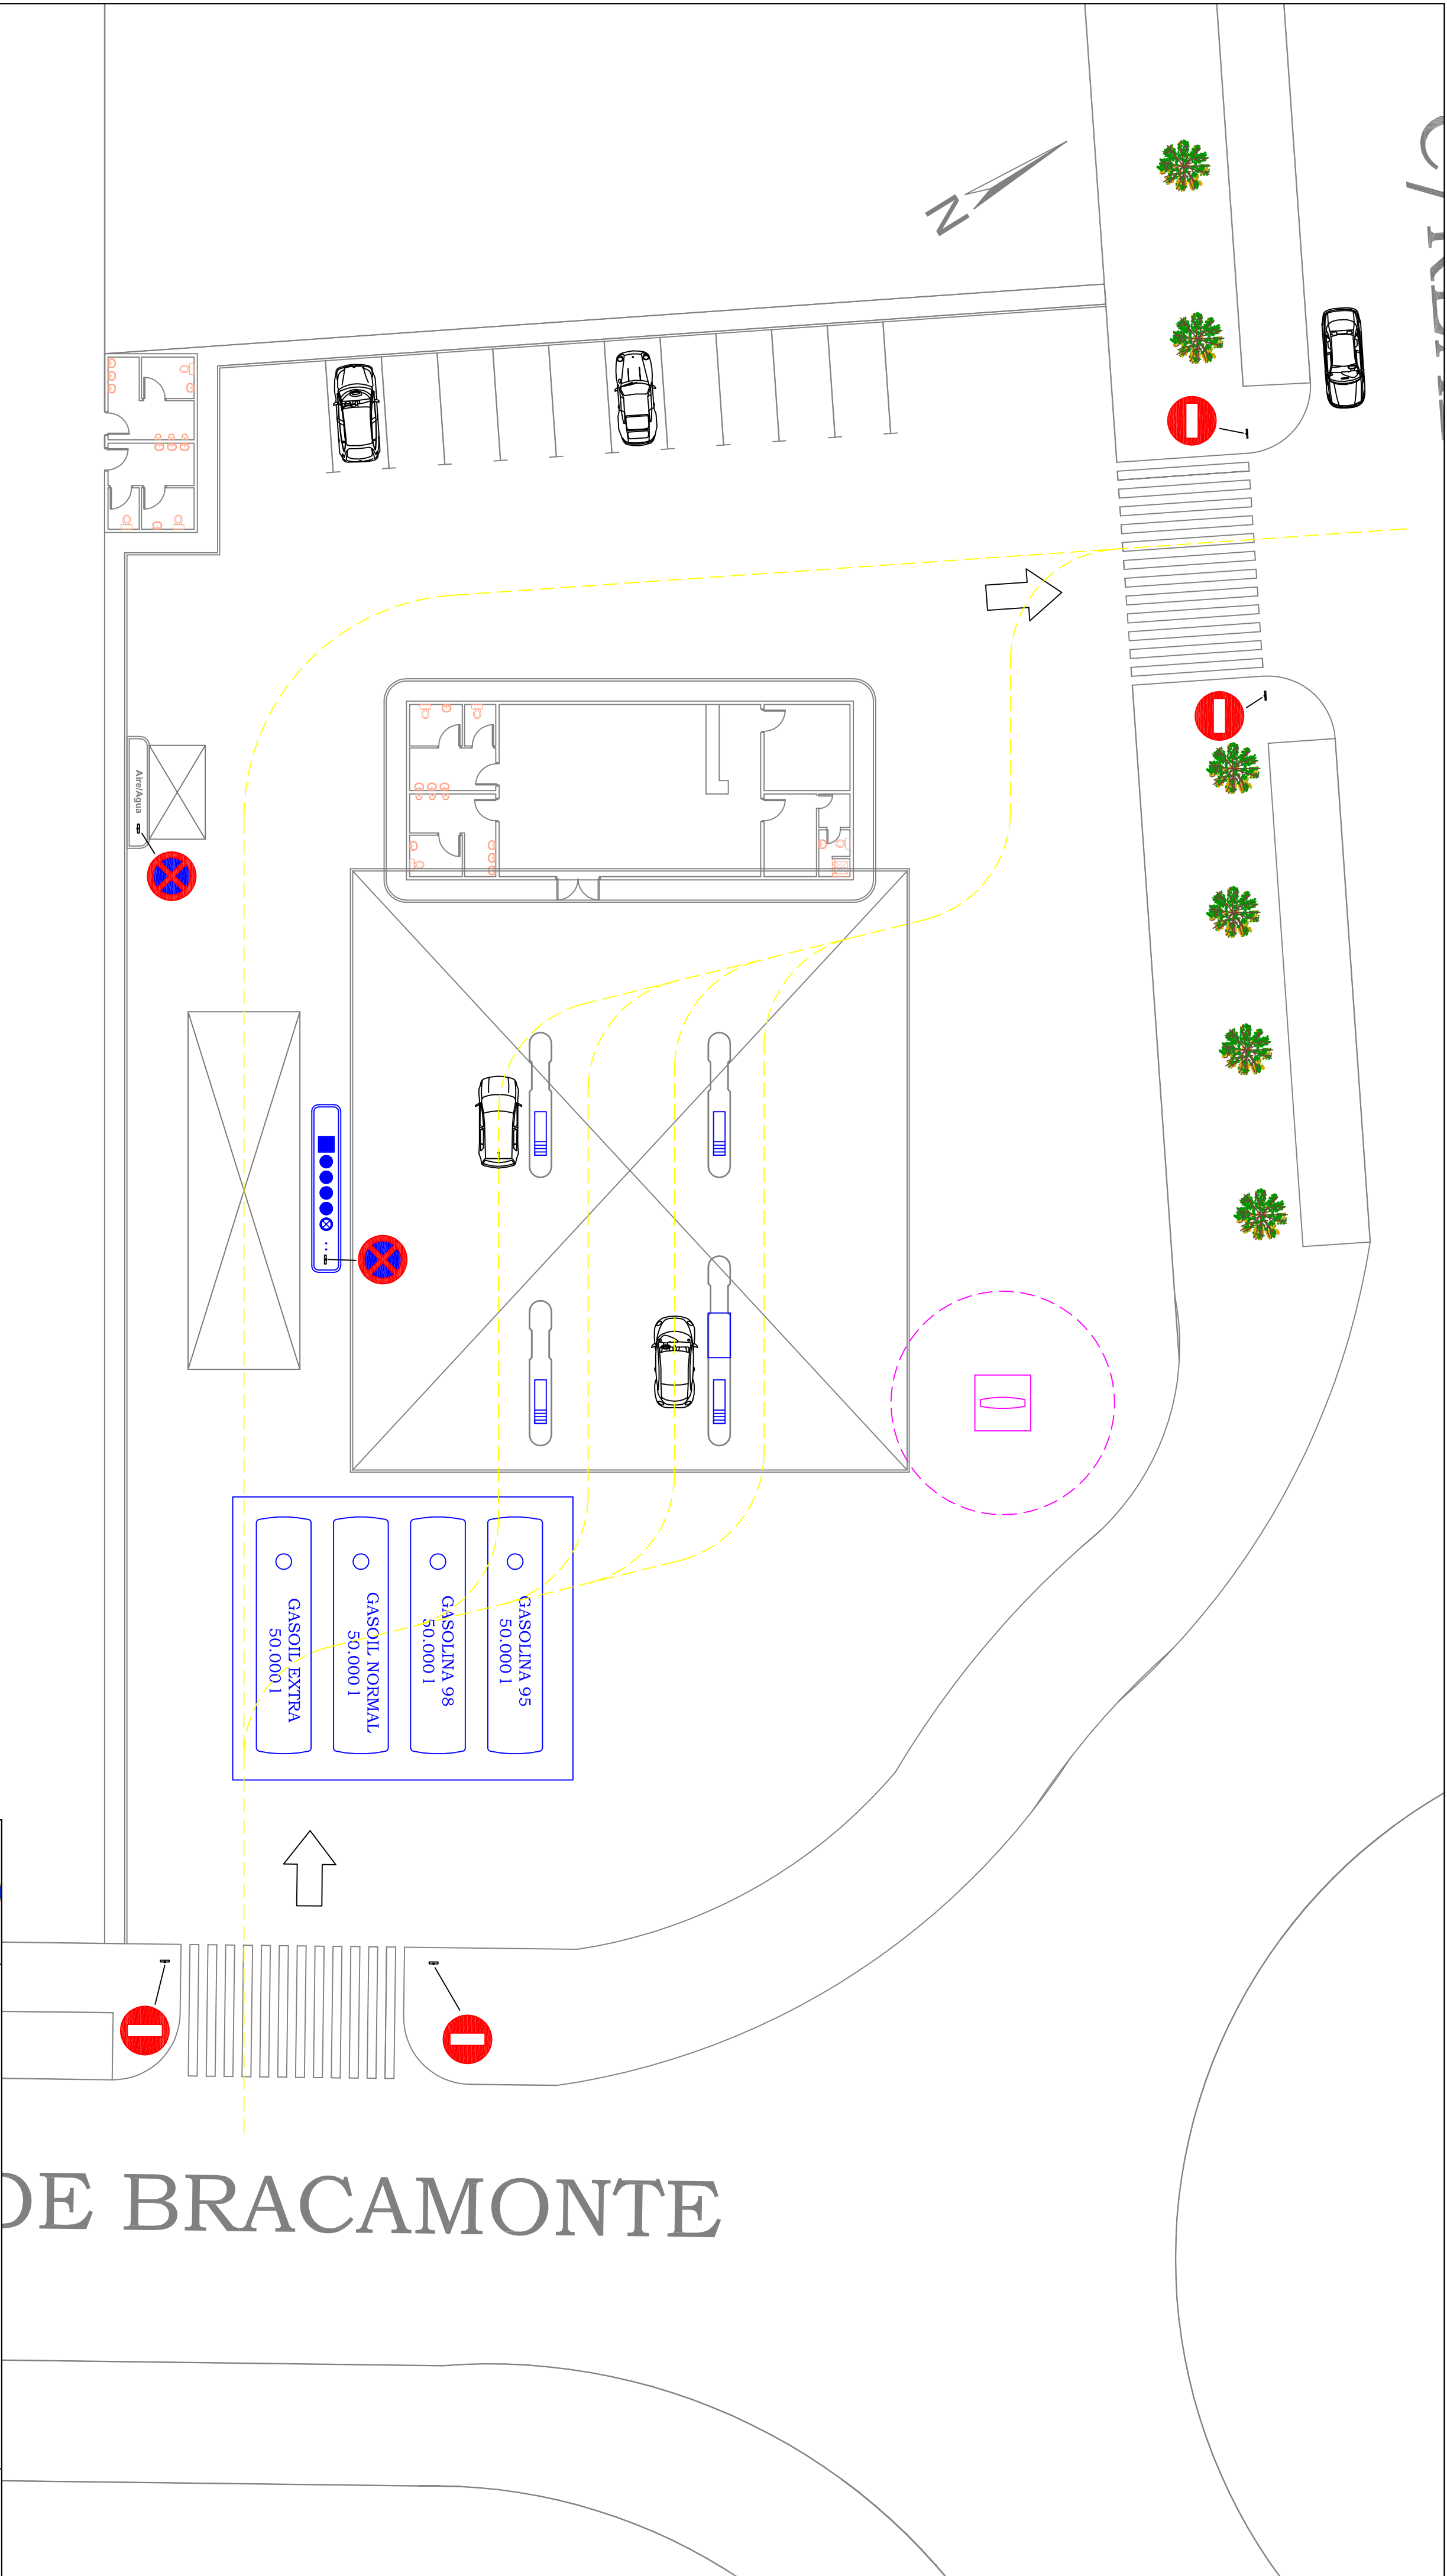 C/
N
Aire/Agua
GASOLINA 95
50.000 l
GASOLINA 98
50.000 l
GASOIL NORMAL
50.000 l
GASOIL EXTRA
50.000 l
DE BRACAMONTE